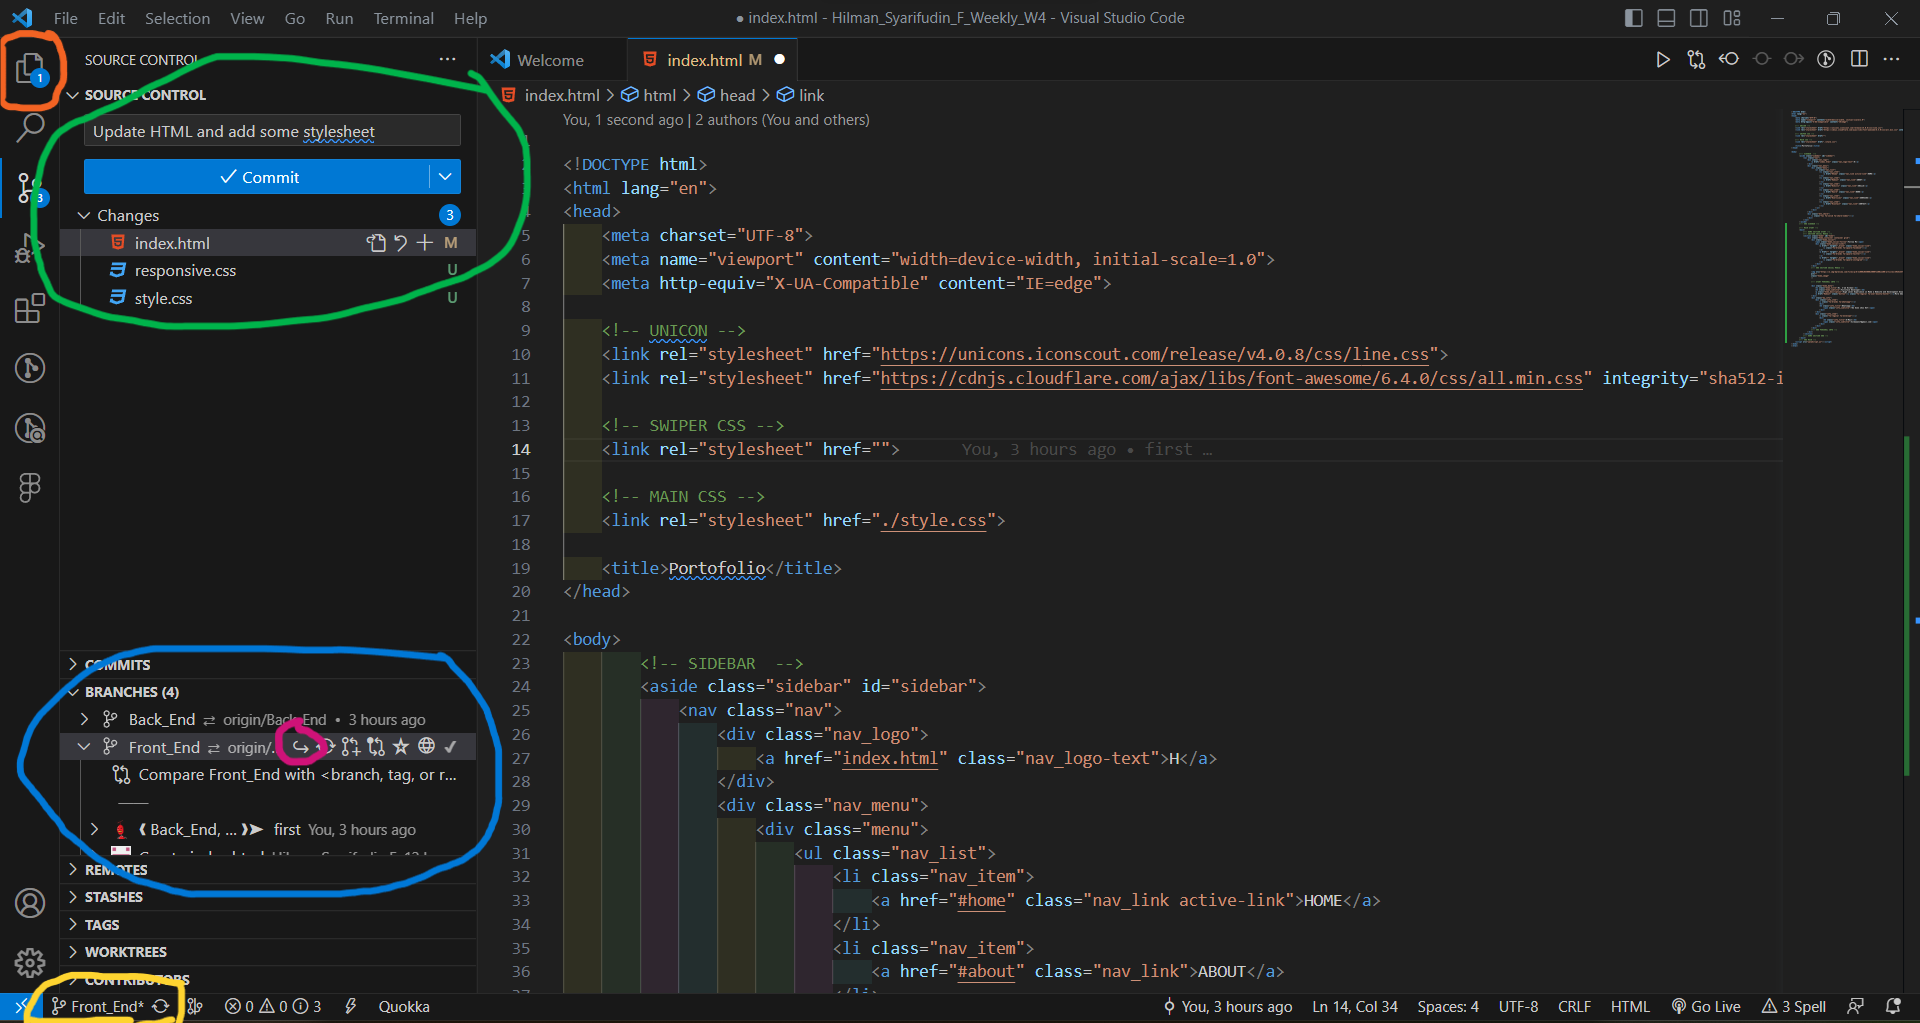 File Edit Selection View Go Run Terminal Help
● index.html - Hilman_Syarifudin_F_Weekly_W4 - Visual Studio Code
1
3
SOURCE CONTROL
SOURCE CONTROL
Update HTML and add some stylesheet
Commit
Changes 3
index.html M
responsive.css U
style.css U
COMMITS
BRANCHES (4)
Back_End ⇄ origin/Back_End • 3 hours ago
Front_End ⇄ origin/...
Compare Front_End with <branch, tag, or r...
Back_End, ... first You, 3 hours ago
REMOTES
STASHES
TAGS
WORKTREES
CONTRIBUTORS
Welcome index.html M ●
index.html > html > head > link
You, 1 second ago | 2 authors (You and others)
<!DOCTYPE html>
<html lang="en">
<head>
5 <meta charset="UTF-8">
6 <meta name="viewport" content="width=device-width, initial-scale=1.0">
7 <meta http-equiv="X-UA-Compatible" content="IE=edge">
8
9 <!-- UNICON -->
10 <link rel="stylesheet" href="https://unicons.iconscout.com/release/v4.0.8/css/line.css">
11 <link rel="stylesheet" href="https://cdnjs.cloudflare.com/ajax/libs/font-awesome/6.4.0/css/all.min.css" integrity="sha512-i
12
13 <!-- SWIPER CSS -->
14 <link rel="stylesheet" href=""> You, 3 hours ago • first …
15
16 <!-- MAIN CSS -->
17 <link rel="stylesheet" href="./style.css">
18
19 <title>Portofolio</title>
20 </head>
21
22 <body>
23 <!-- SIDEBAR -->
24 <aside class="sidebar" id="sidebar">
25 <nav class="nav">
26 <div class="nav_logo">
27 <a href="index.html" class="nav_logo-text">H</a>
28 </div>
29 <div class="nav_menu">
30 <div class="menu">
31 <ul class="nav_list">
32 <li class="nav_item">
33 <a href="#home" class="nav_link active-link">HOME</a>
34 </li>
35 <li class="nav_item">
36 <a href="#about" class="nav_link">ABOUT</a>
Front_End* 0 0 3 Quokka You, 3 hours ago Ln 14, Col 34 Spaces: 4 UTF-8 CRLF HTML Go Live 3 Spell